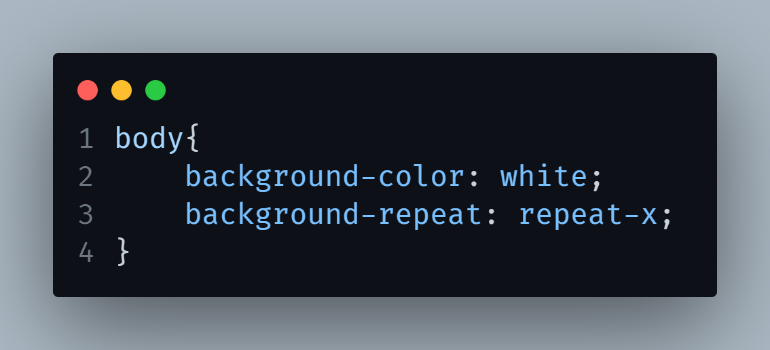 1 body{
2     background-color: white;
3     background-repeat: repeat-x;
4 }